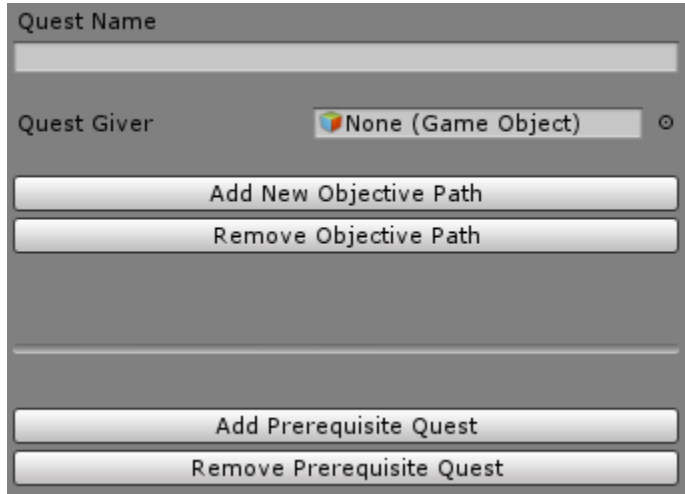 Quest Name
Quest Giver None (Game Object)
Add New Objective Path
Remove Objective Path
Add Prerequisite Quest
Remove Prerequisite Quest